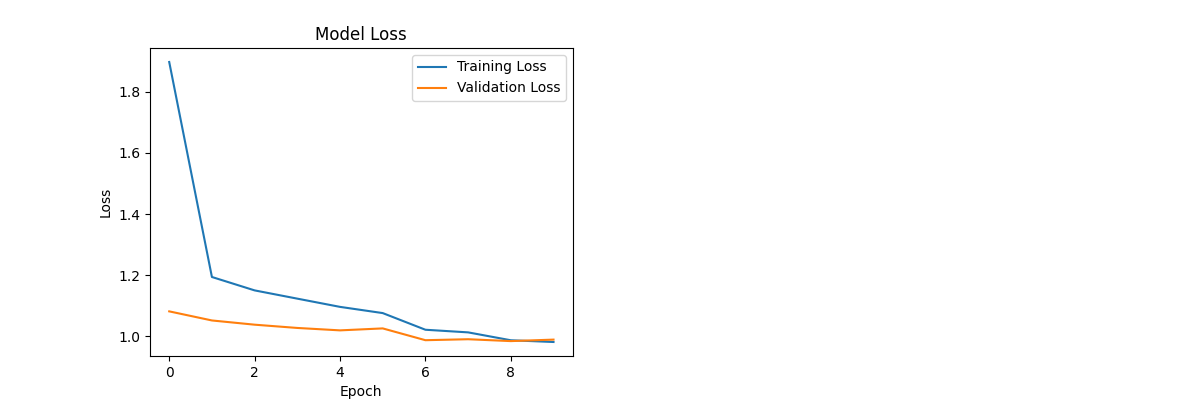 Model Loss
Training Loss
Validation Loss
1.8
1.6
1.4
1.2
1.0
Loss
0 2 4 6 8
Epoch